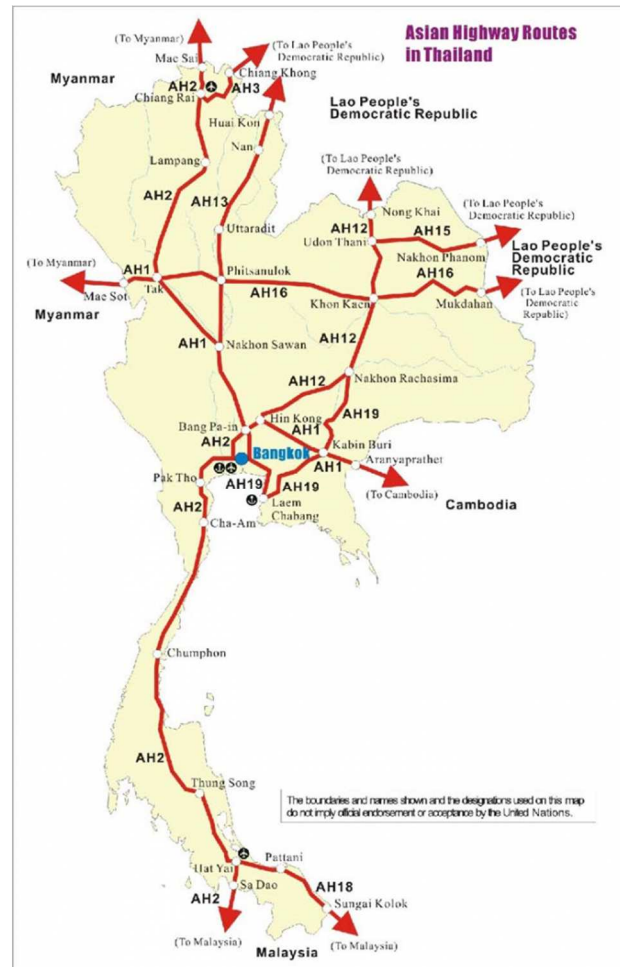 Asian Highway Routes
in Thailand
(To Myanmar)
Mae Sai
(To Lao People's
Democratic Republic)
Chiang Khong
Myanmar
AH2
AH3
Chiang Rai
Huai Kon
Lao People's
Democratic Republic
Nan
Lampang
(To Lao People's
Democratic Republic)
AH2
AH13
Nong Khai
(To Lao People's
Democratic Republic)
Uttaradit
AH12
AH15
Udon Thani
Nakhon Phanom
Lao People's
Democratic
Republic
(To Myanmar)
AH1
Phitsanulok
AH16
AH16
Mae Sot
Tak
Khon Kaen
Mukdahan
(To Lao People's
Democratic
Republic)
Myanmar
AH1
Nakhon Sawan
AH12
AH12
Nakhon Rachasima
Hin Kong
AH19
Bang Pa-in
AH1
AH2
Kabin Buri
Bangkok
AH1
Aranyaprathet
Pak Tho
AH19
AH19
(To Cambodia)
Laem
Chabang
Cambodia
AH2
Cha-Am
Chumphon
AH2
Thung Song
The boundaries and names shown and the designations used on this map
do not imply official endorsement or acceptance by the United Nations.
Hat Yai
Pattani
Sa Dao
AH18
AH2
Sungai Kolok
(To Malaysia)
(To Malaysia)
Malaysia